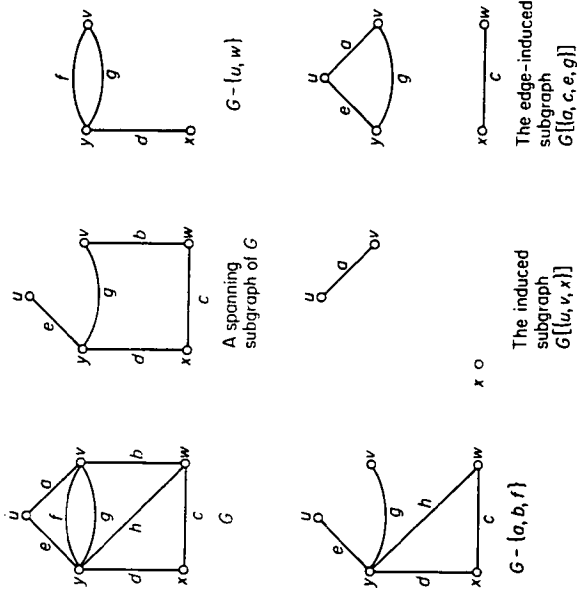 u
e
a
f
y
v
g
h
d
b
x
c
w
G
u
e
y
v
g
d
b
x
c
w
A spanning
subgraph of G
f
y
v
g
d
x
G − {u, w}
u
e
y
v
g
h
d
x
c
w
G − {a, b, f}
u
a
v
x
The induced
subgraph
G[{u, v, x}]
u
e
a
y
v
g
x
c
w
The edge-induced
subgraph
G[{a, c, e, g}]